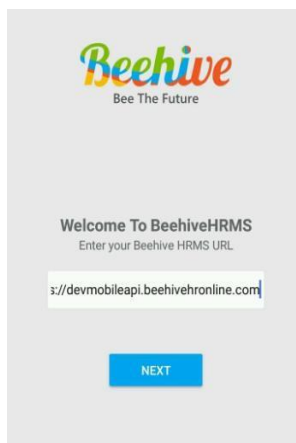 Beehive
Bee The Future
Welcome To BeehiveHRMS
Enter your Beehive HRMS URL
s://devmobileapi.beehivehronline.com
NEXT